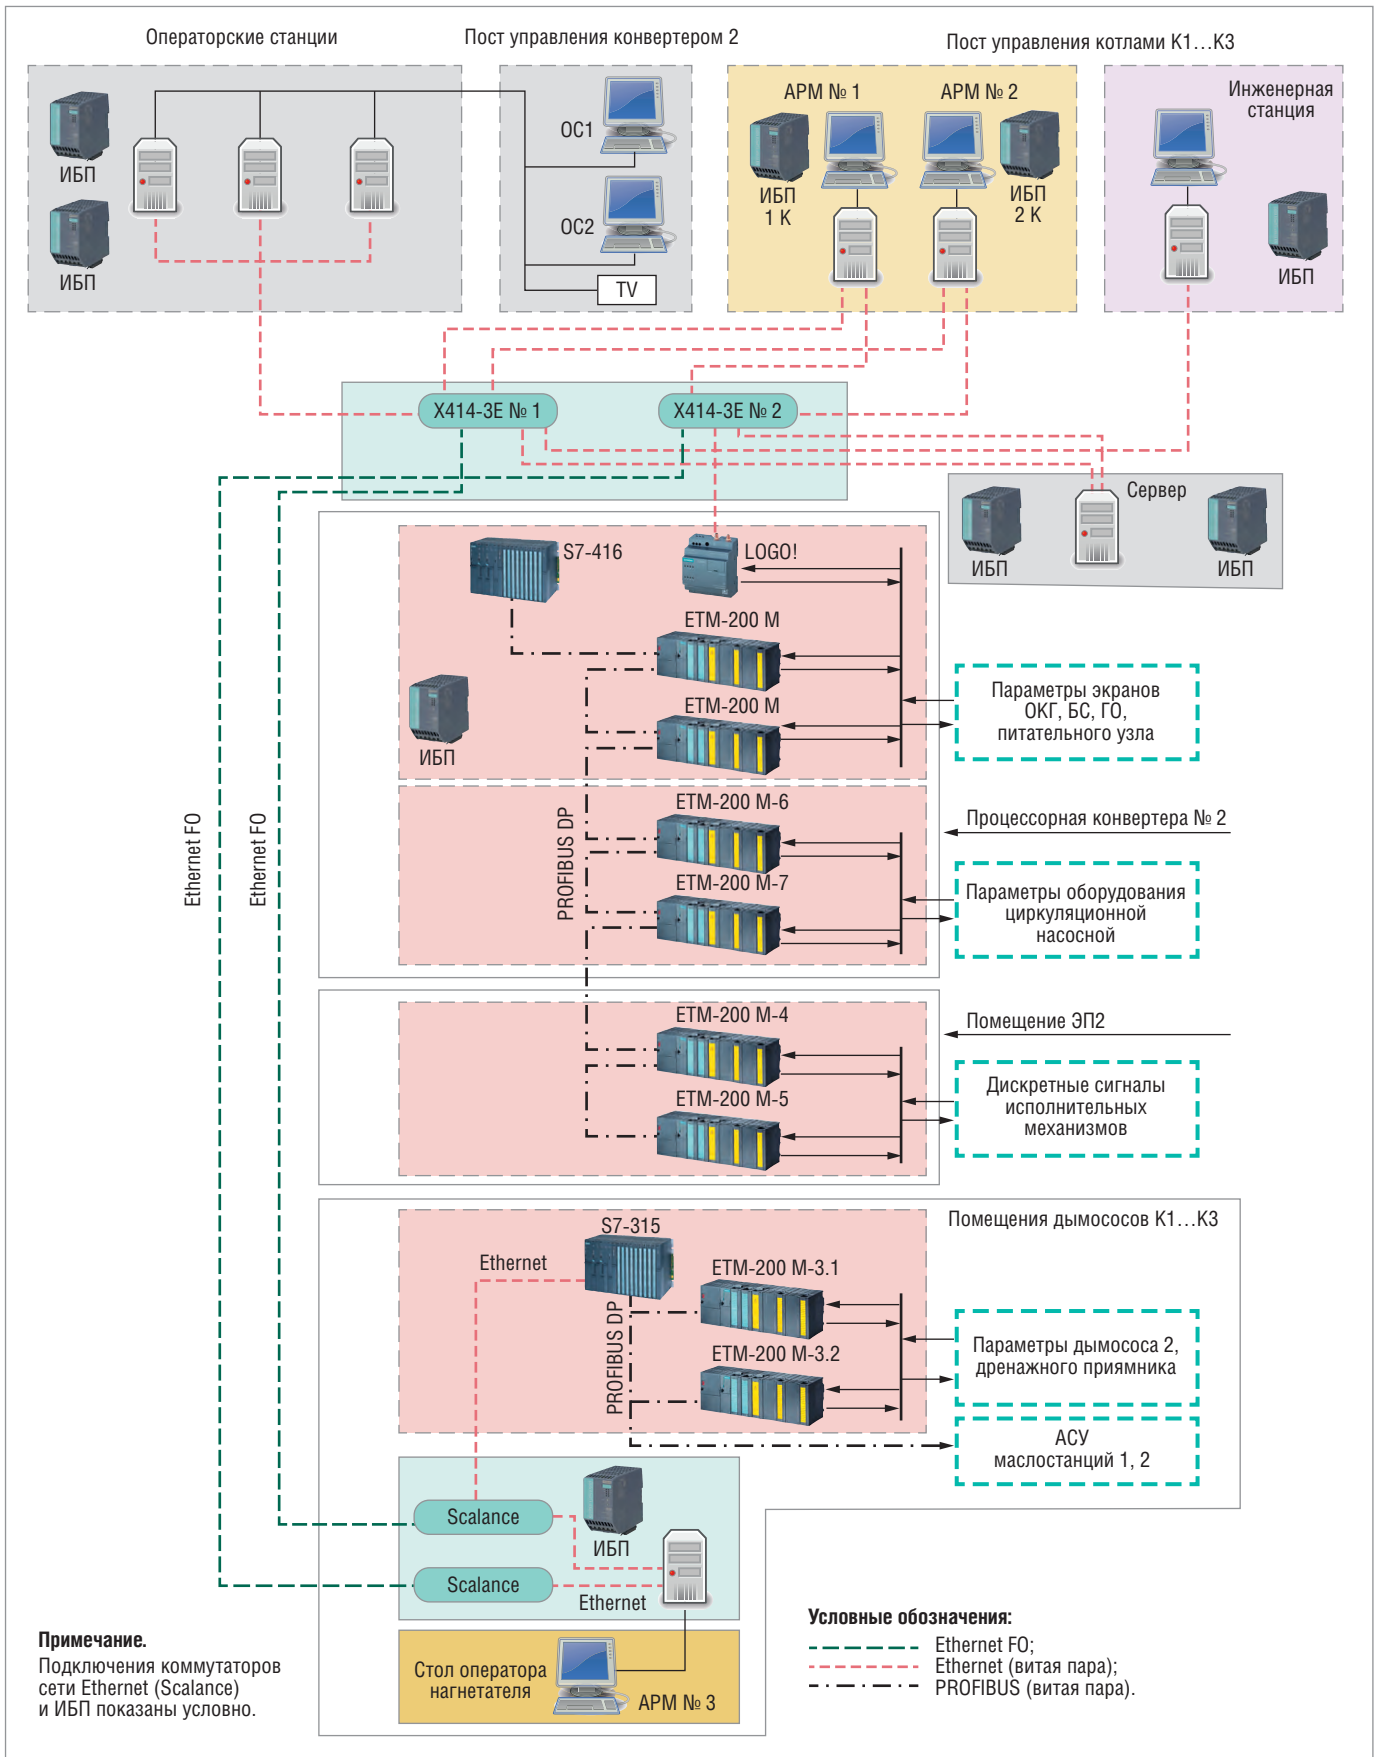 Операторские станции
Пост управления конвертером 2
Пост управления котлами К1…К3
ИБП
ИБП
ОС1
ОС2
TV
АРМ № 1
АРМ № 2
ИБП
1 К
ИБП
2 К
Инженерная
станция
ИБП
X414-3E № 1
X414-3E № 2
Сервер
ИБП
ИБП
S7-416
LOGO!
ETM-200 M
ETM-200 M
ИБП
Параметры экранов
ОКГ, БС, ГО,
питательного узла
Ethernet FO
Ethernet FO
PROFIBUS DP
ETM-200 M-6
ETM-200 M-7
Процессорная конвертера № 2
Параметры оборудования
циркуляционной
насосной
ETM-200 M-4
ETM-200 M-5
Помещение ЭП2
Дискретные сигналы
исполнительных
механизмов
Помещения дымососов К1…К3
S7-315
Ethernet
PROFIBUS DP
ETM-200 M-3.1
ETM-200 M-3.2
Параметры дымососа 2,
дренажного приямника
АСУ
маслостанций 1, 2
Scalance
ИБП
Scalance
Ethernet
Стол оператора
нагнетателя
АРМ № 3
Примечание.
Подключения коммутаторов
сети Ethernet (Scalance)
и ИБП показаны условно.
Условные обозначения:
Ethernet FO;
Ethernet (витая пара);
PROFIBUS (витая пара).